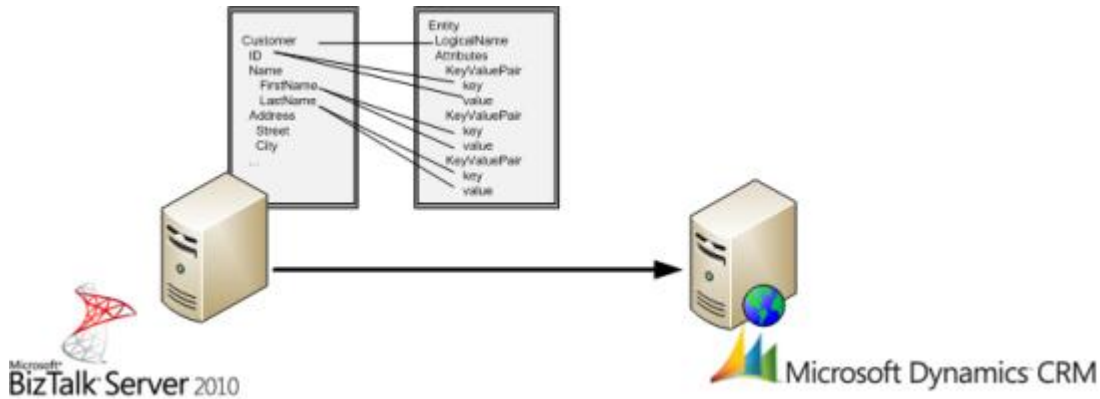 Customer
ID
Name
FirstName
LastName
Address
Street
City
...
Entity
LogicalName
Attributes
KeyValuePair
key
value
KeyValuePair
key
value
KeyValuePair
key
value
Microsoft®
BizTalk Server 2010
Microsoft Dynamics CRM